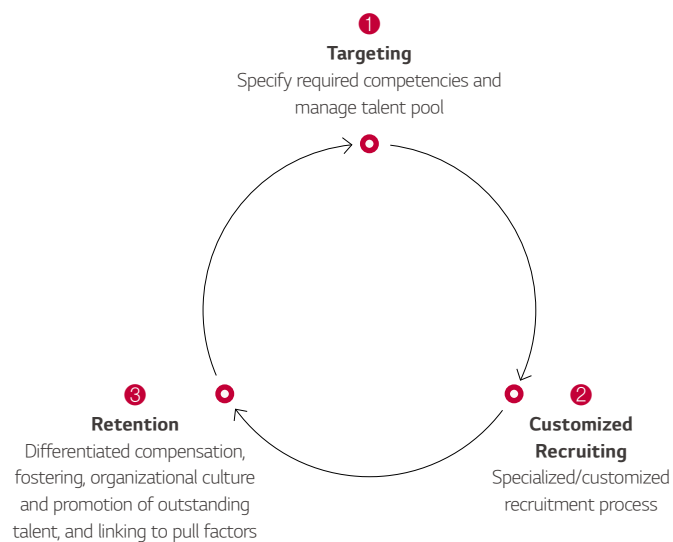 1
Targeting
Specify required competencies and
manage talent pool
2
Customized
Recruiting
Specialized/customized
recruitment process
3
Retention
Differentiated compensation,
fostering, organizational culture
and promotion of outstanding
talent, and linking to pull factors